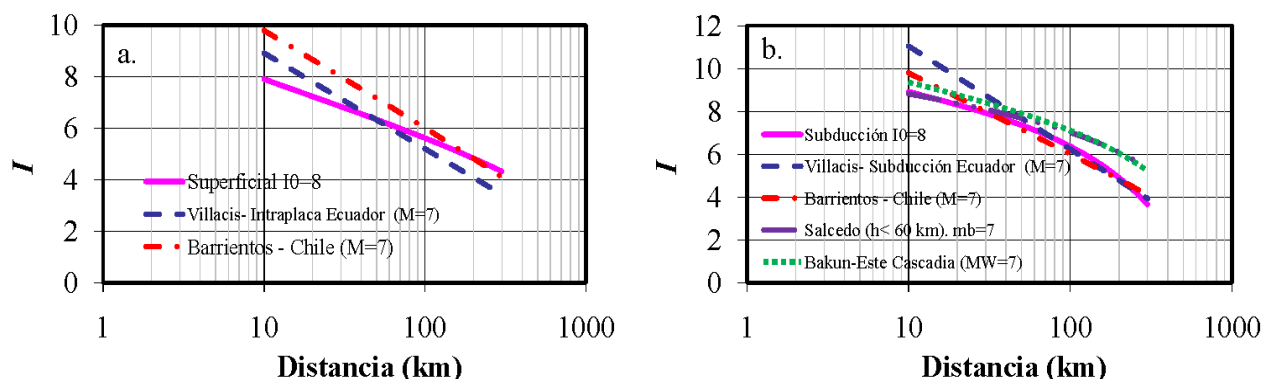 a.
10
8
6
4
2
0
I
Superficial I0=8
Villacis- Intraplaca Ecuador (M=7)
Barrientos - Chile (M=7)
1 10 100 1000
Distancia (km)
b.
12
10
8
6
4
2
0
I
Subducción I0=8
Villacis- Subducción Ecuador (M=7)
Barrientos - Chile (M=7)
Salcedo (h< 60 km). mb=7
Bakun-Este Cascadia (MW=7)
1 10 100 1000
Distancia (km)